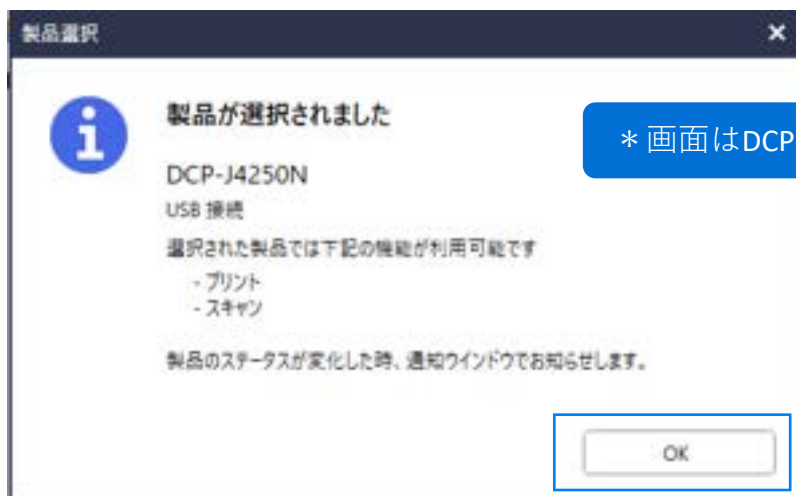 製品選択
製品が選択されました
*画面はDCP
DCP-J4250N
USB 接続
選択された製品では下記の機能が利用可能です
- プリント
- スキャン
製品のステータスが変化した時、通知ウインドウでお知らせします。
OK